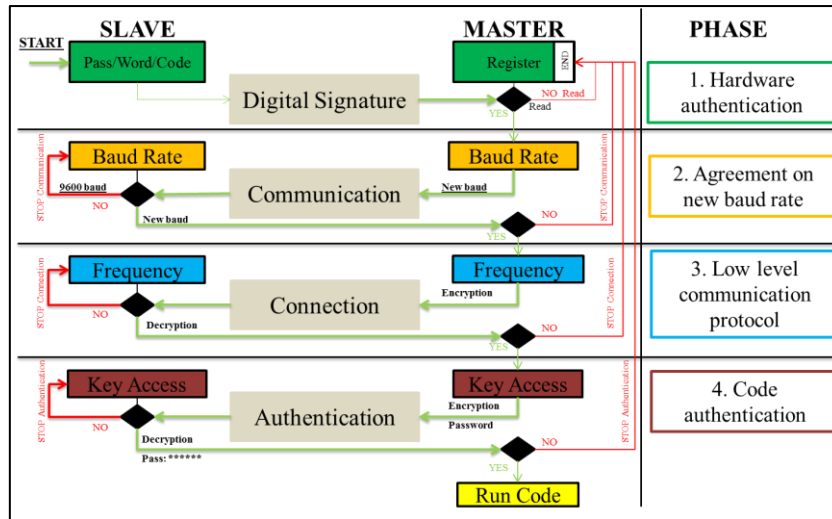 SLAVE
MASTER
PHASE
START
Pass/Word/Code
Register
END
Digital Signature
NO Read
Read
YES
1. Hardware
authentication
STOP Communication
Baud Rate
Baud Rate
9600 baud
NO
Communication
New baud
New baud
NO
YES
STOP Communication
2. Agreement on
new baud rate
STOP Connection
Frequency
Frequency
NO
Connection
Encryption
Decryption
NO
YES
STOP Connection
3. Low level
communication
protocol
STOP Authentication
Key Access
Key Access
NO
Authentication
Encryption
Password
Decryption
Pass: ******
NO
YES
STOP Authentication
4. Code
authentication
Run Code